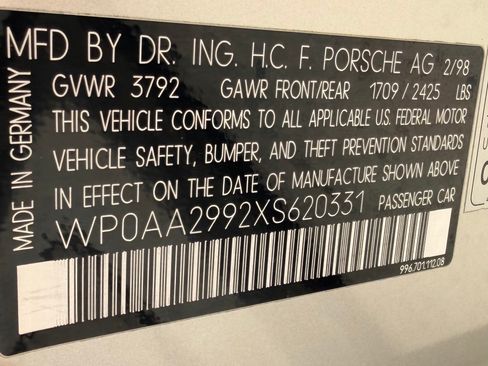 MFD BY DR. ING. H.C. F. PORSCHE AG 2/98
GVWR 3792 GAWR FRONT/REAR 1709 / 2425 LBS
THIS VEHICLE CONFORMS TO ALL APPLICABLE U.S. FEDERAL MOTOR
VEHICLE SAFETY, BUMPER, AND THEFT PREVENTION STANDARDS
IN EFFECT ON THE DATE OF MANUFACTURE SHOWN ABOVE
WP0AA2992XS620331 PASSENGER CAR
996.701.112.08
MADE IN GERMANY